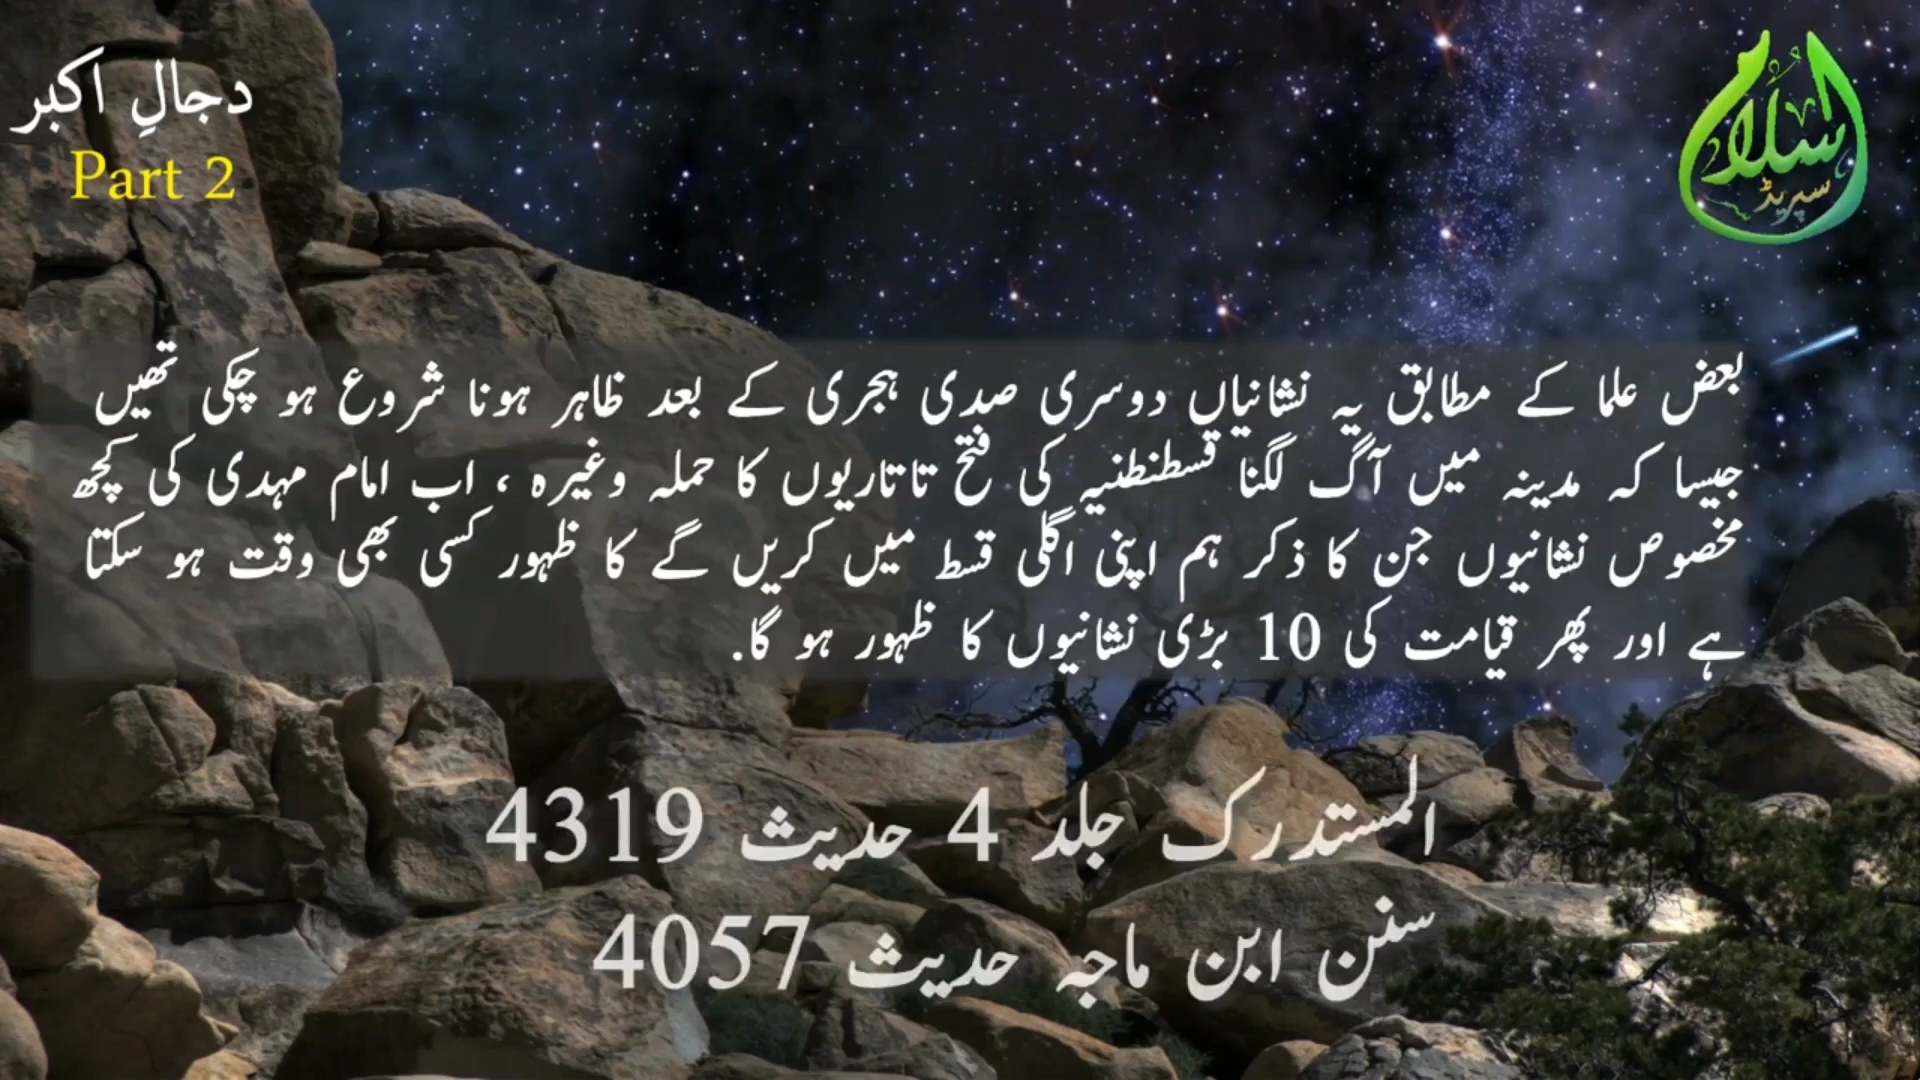 دجالِ اکبر
Part 2
اسلام
سپریڈ
بعض علما کے مطابق یہ نشانیاں دوسری صدی ہجری کے بعد ظاہر ہونا شروع ہو چکی تھیں
جیسا کہ مدینہ میں آگ لگنا قسطنطنیہ کی فتح تاتاریوں کا حملہ وغیرہ ، اب امام مہدی کی کچھ
مخصوص نشانیوں جن کا ذکر ہم اپنی اگلی قسط میں کریں گے کا ظہور کسی بھی وقت ہو سکتا
ہے اور پھر قیامت کی 10 بڑی نشانیوں کا ظہور ہو گا.
المستدرک جلد 4 حدیث 4319
سنن ابن ماجہ حدیث 4057